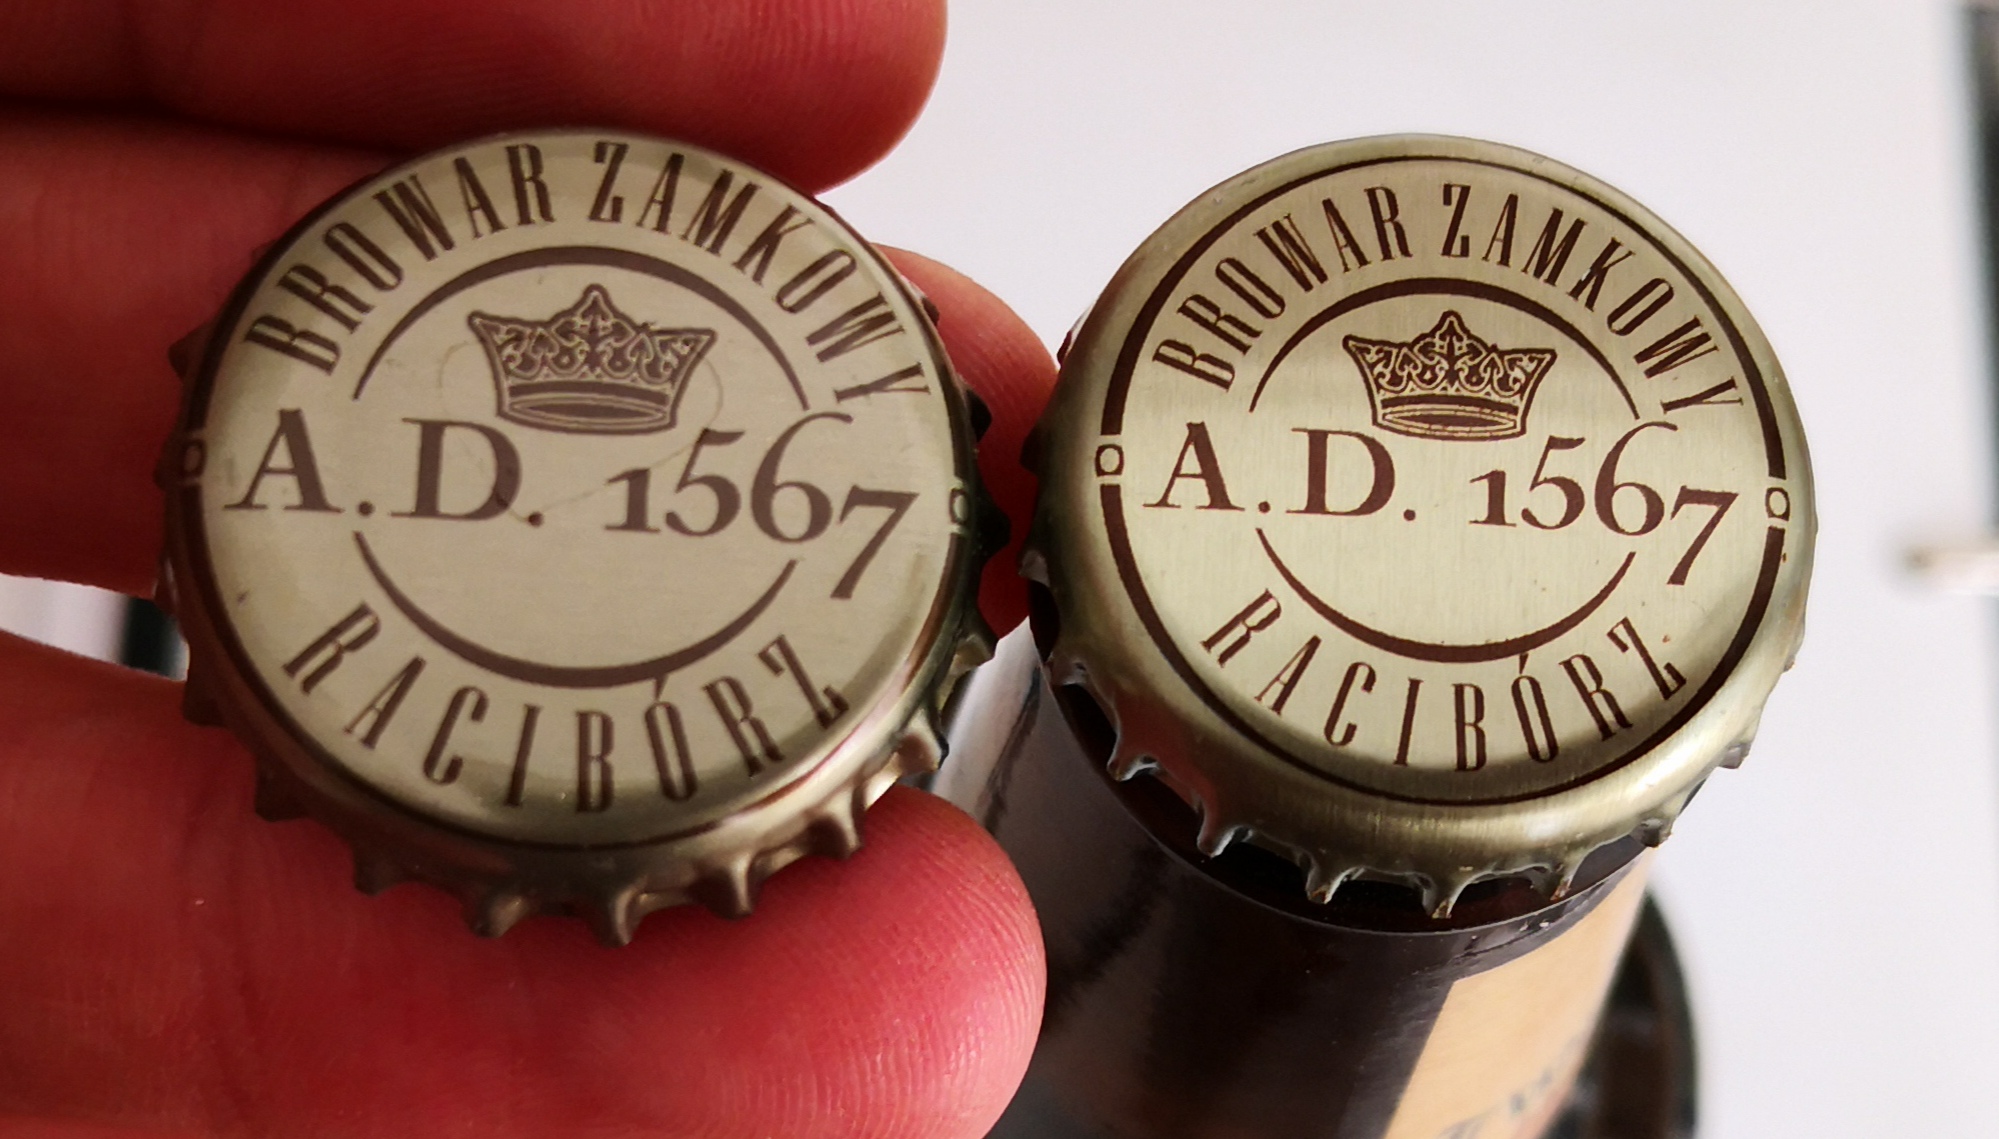 BROWAR ZAMKOWY
A.D. 1567
RACIBÓRZ
BROWAR ZAMKOWY
A.D. 1567
RACIBÓRZ